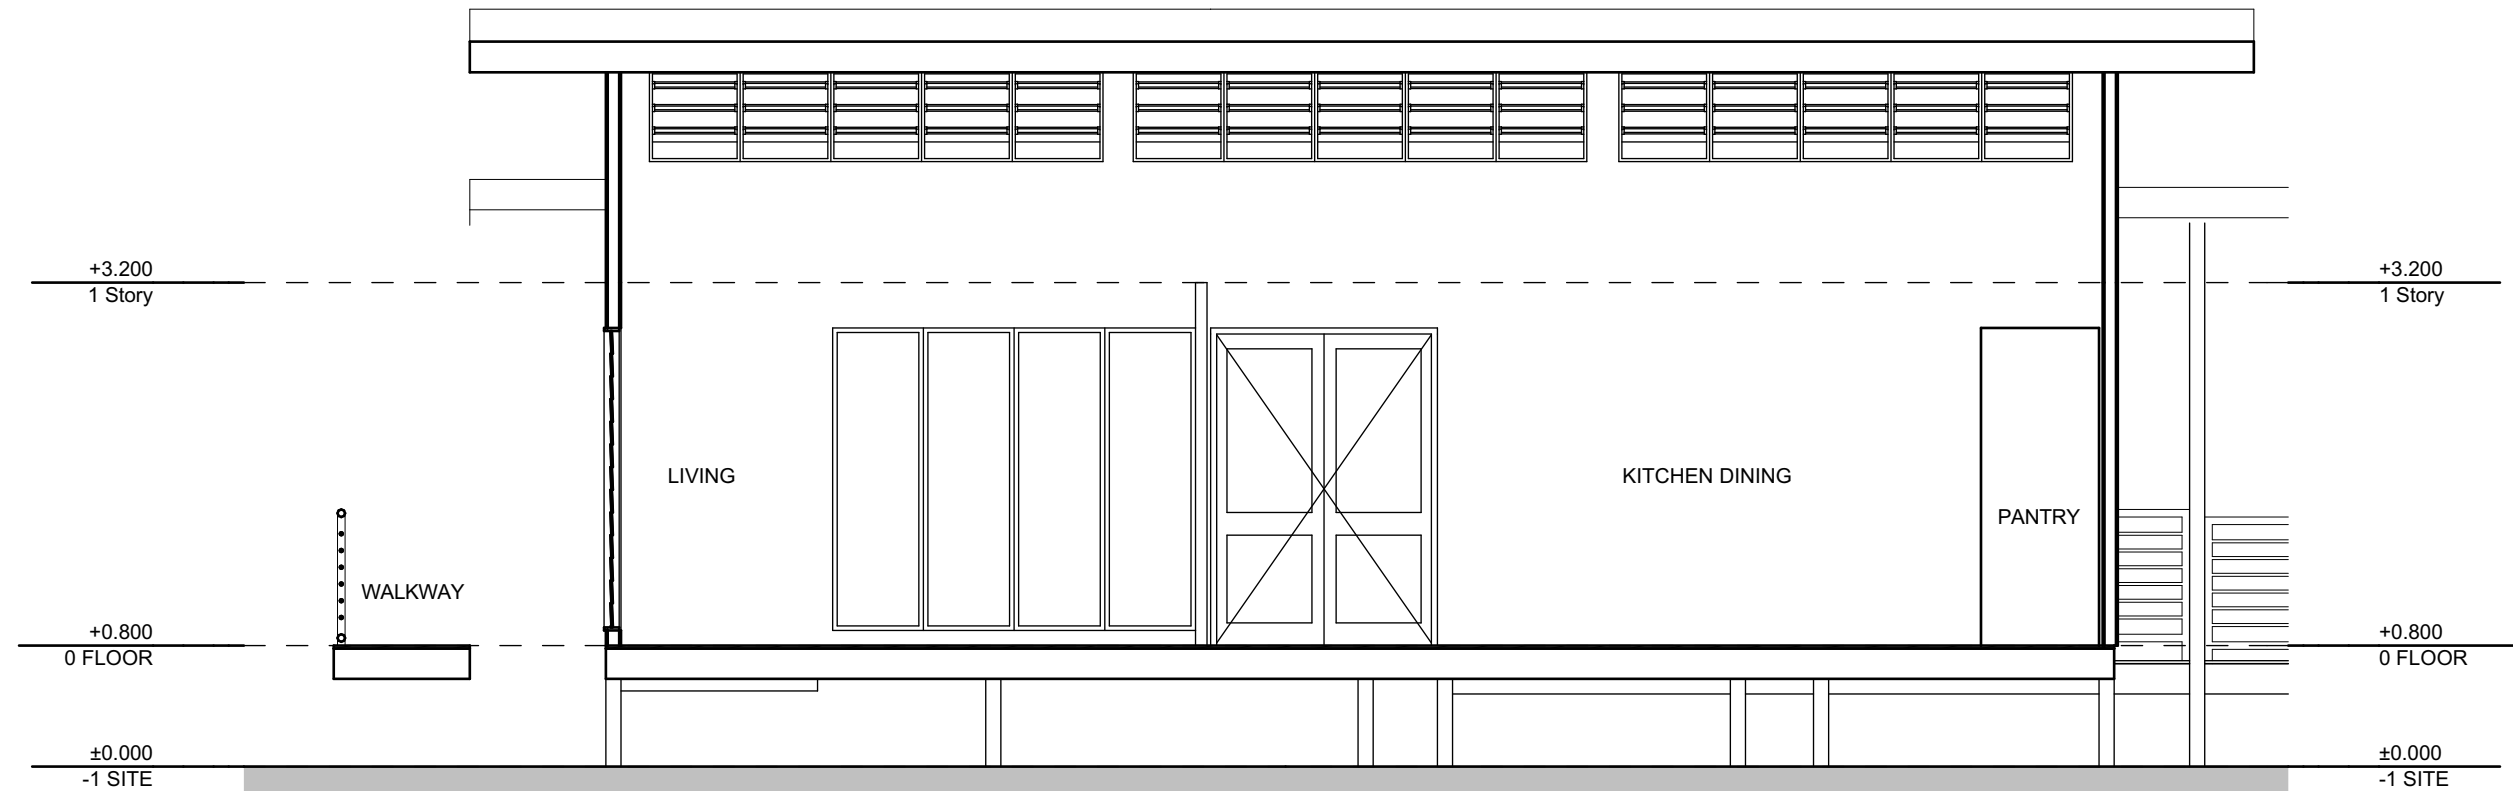 +3.200
1 Story
+3.200
1 Story
LIVING
KITCHEN DINING
PANTRY
WALKWAY
+0.800
0 FLOOR
+0.800
0 FLOOR
±0.000
-1 SITE
±0.000
-1 SITE